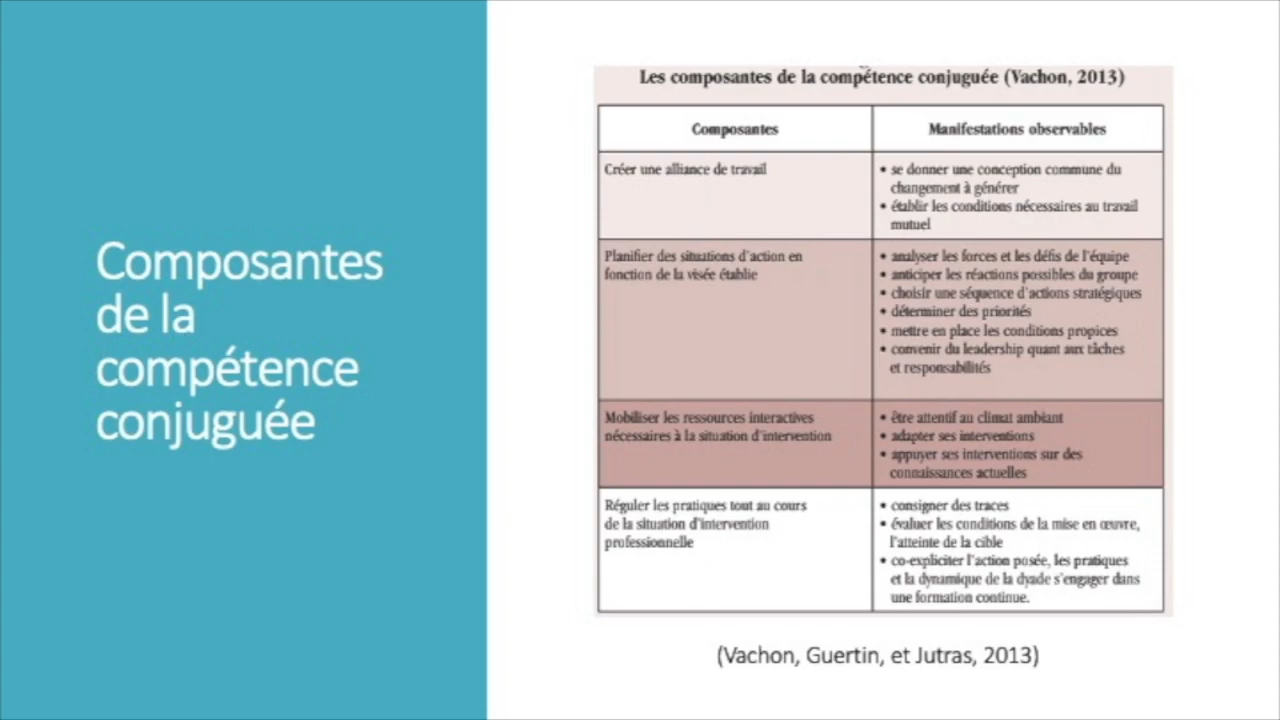 Composantes
de la
compétence
conjuguée
Les composantes de la compétence conjuguée (Vachon, 2013)
Composantes
Manifestations observables
Créer une alliance de travail
• se donner une conception commune du
changement à générer
• établir les conditions nécessaires au travail
mutuel
Planifier des situations d'action en
fonction de la visée établie
• analyser les forces et les défis de l'équipe
• anticiper les réactions possibles du groupe
• choisir une séquence d'actions stratégiques
• déterminer des priorités
• mettre en place les conditions propices
• convenir du leadership quant aux tâches
et responsabilités
Mobiliser les ressources interactives
nécessaires à la situation d'intervention
• être attentif au climat ambiant
• adapter ses interventions
• appuyer ses interventions sur des
connaissances actuelles
Réguler les pratiques tout au cours
de la situation d'intervention
professionnelle
• consigner des traces
• évaluer les conditions de la mise en œuvre,
l'atteinte de la cible
• co-expliciter l'action posée, les pratiques
et la dynamique de la dyade s'engager dans
une formation continue.
(Vachon, Guertin, et Jutras, 2013)